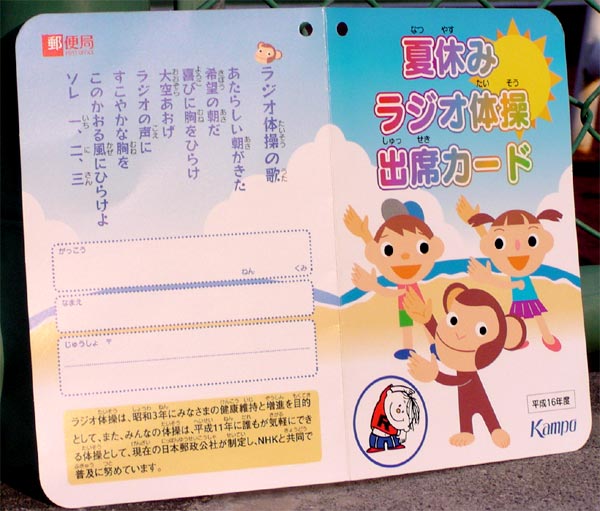 郵便局
ラジオ体操の歌
あたらしい朝がきた
希望の朝だ
喜びに胸をひらけ
大空あおげ
ラジオの声に
すこやかな胸を
このかおる風にひらけよ
ソレ 一、二、三
がっこう
ねん くみ
なまえ
じゅうしょ 〒
ラジオ体操は、昭和3年にみなさまの健康維持と増進を目的
として、また、みんなの体操は、平成11年に誰もが気軽にでき
る体操として、現在の日本郵政公社が制定し、NHKと共同で
普及に努めています。
夏休み
ラジオ体操
出席カード
R
平成16年度
Kampo